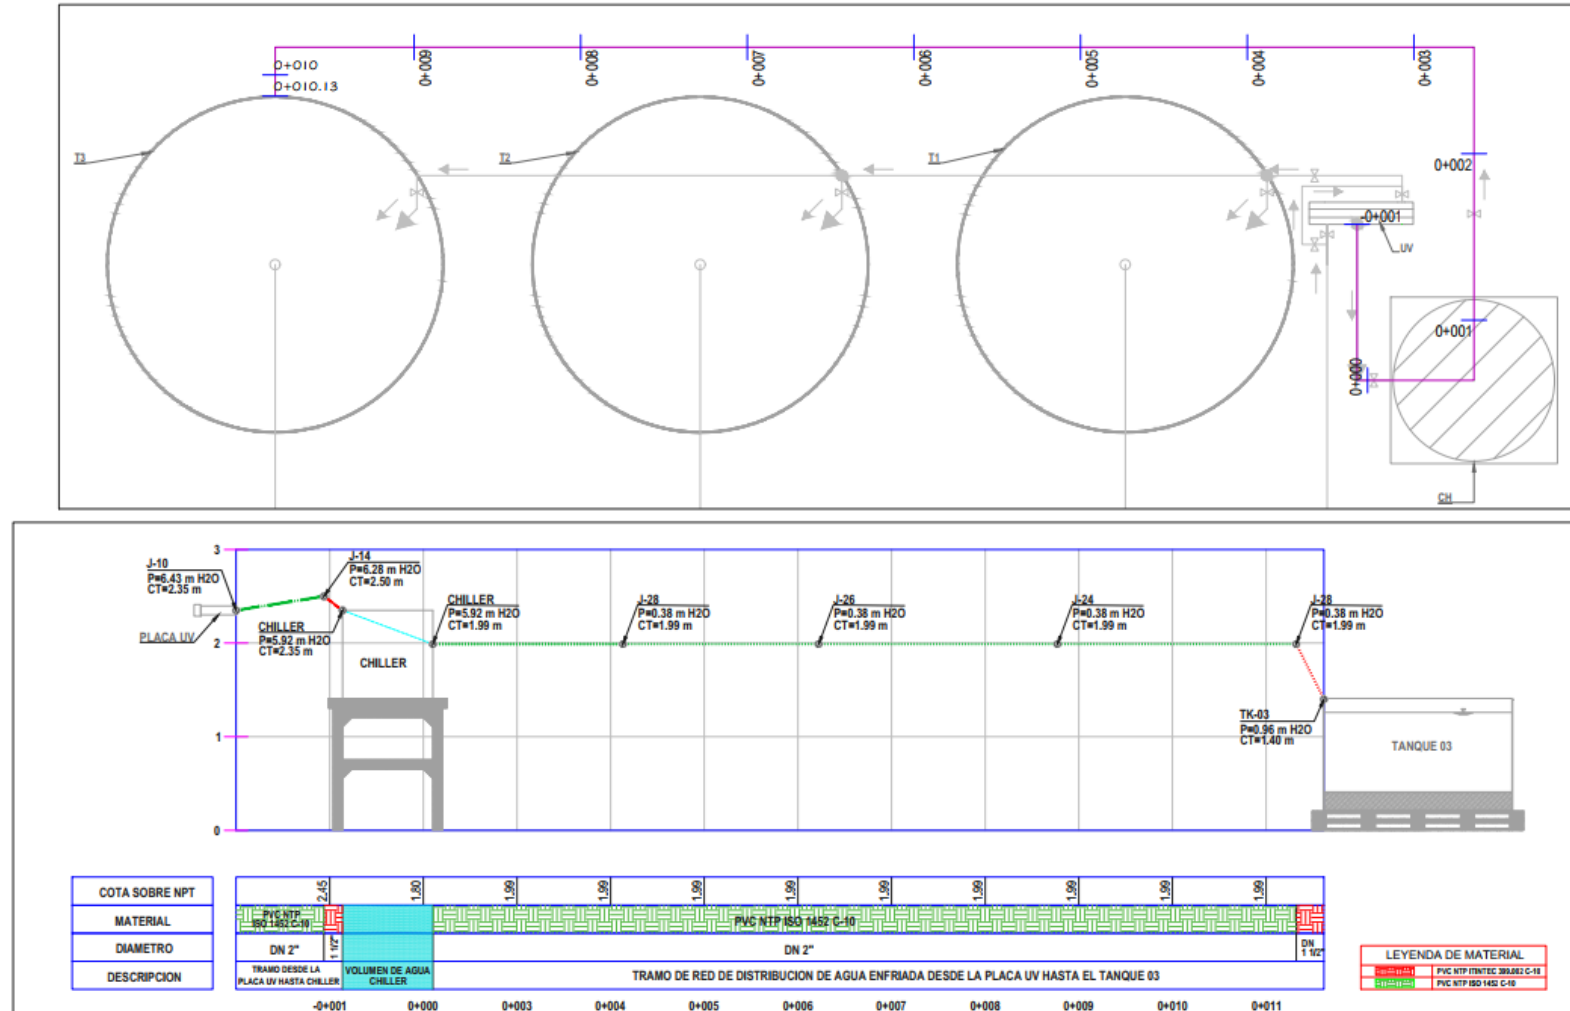 0+010
0+010.13
0+009
0+008
0+007
0+006
0+005
0+004
0+003
T3
T2
T1
0+002
-0+001
UV
0+001
0+000
CH
3
2
1
0
J-10
P=6.43 m H2O
CT=2.35 m
PLACA UV
J-14
P=6.28 m H2O
CT=2.50 m
CHILLER
P=5.92 m H2O
CT=2.35 m
CHILLER
CHILLER
P=5.92 m H2O
CT=1.99 m
J-28
P=0.38 m H2O
CT=1.99 m
J-26
P=0.38 m H2O
CT=1.99 m
J-24
P=0.38 m H2O
CT=1.99 m
J-28
P=0.38 m H2O
CT=1.99 m
TK-03
P=0.96 m H2O
CT=1.40 m
TANQUE 03
COTA SOBRE NPT 2.45 1.80 1.99 1.99 1.99 1.99 1.99 1.99 1.99 1.99 1.99
MATERIAL
PVC NTP
ISO 1452 C-10
PVC NTP ISO 1452 C-10
DIAMETRO DN 2" 1 1/2" DN 2"
DN
1 1/2"
DESCRIPCION
TRAMO DESDE LA
PLACA UV HASTA CHILLER
VOLUMEN DE AGUA
CHILLER
TRAMO DE RED DE DISTRIBUCION DE AGUA ENFRIADA DESDE LA PLACA UV HASTA EL TANQUE 03
-0+001 0+000 0+003 0+004 0+005 0+006 0+007 0+008 0+009 0+010 0+011
LEYENDA DE MATERIAL
PVC NTP ITINTEC 399.002 C-10
PVC NTP ISO 1452 C-10